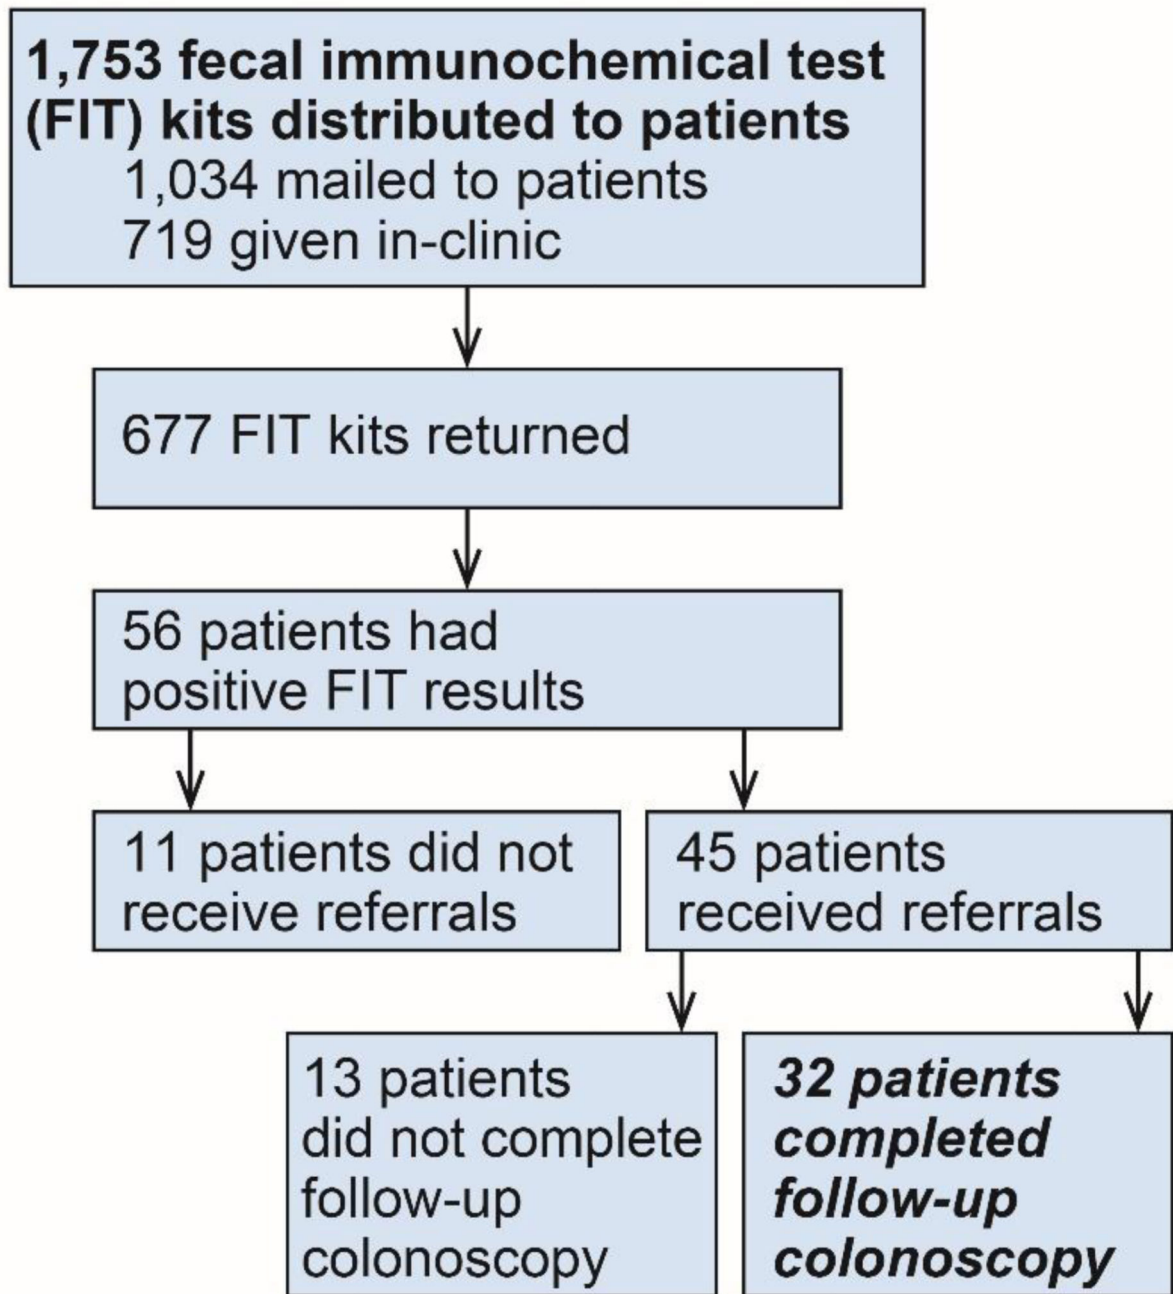 1,753 fecal immunochemical test
(FIT) kits distributed to patients
1,034 mailed to patients
719 given in-clinic
677 FIT kits returned
56 patients had
positive FIT results
11 patients did not
receive referrals
45 patients
received referrals
13 patients
did not complete
follow-up
colonoscopy
32 patients
completed
follow-up
colonoscopy